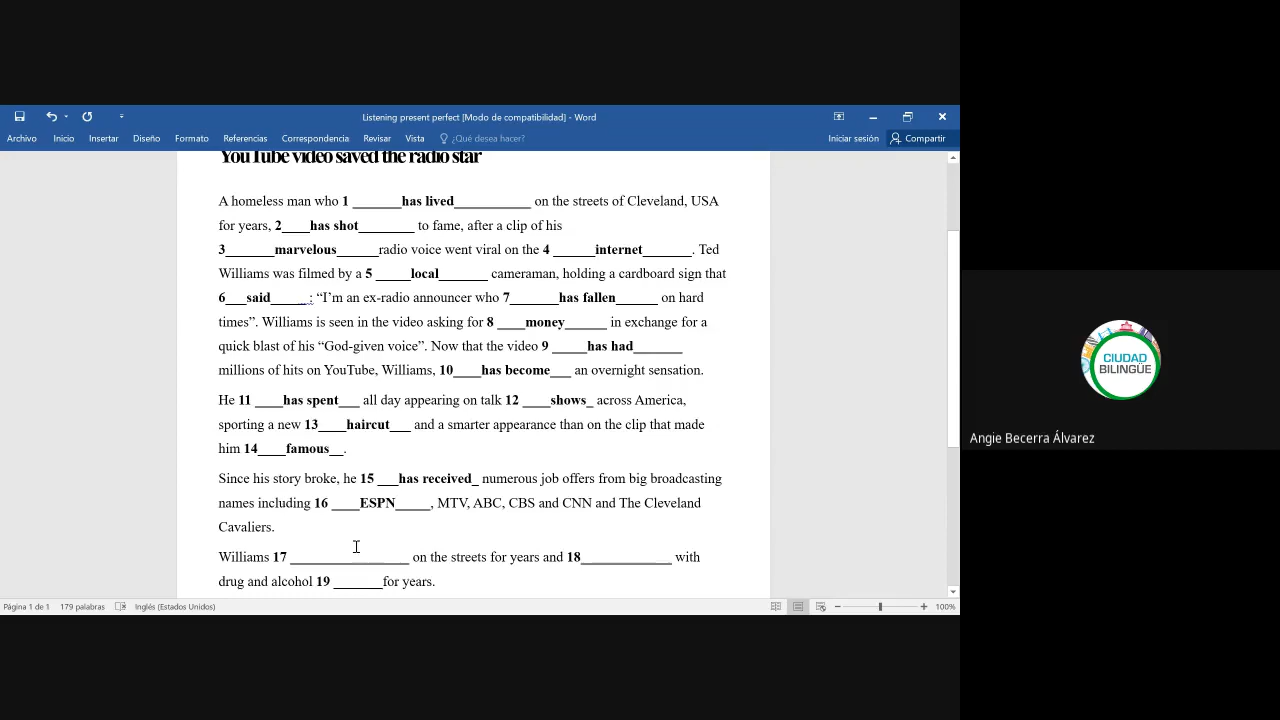 Listening present perfect [Modo de compatibilidad] - Word
Archivo Inicio Insertar Diseño Formato Referencias Correspondencia Revisar Vista ¿Qué desea hacer? Iniciar sesión Compartir
YouTube video saved the radio star
A homeless man who 1 _______has lived___________ on the streets of Cleveland, USA
for years, 2____has shot________ to fame, after a clip of his
3_______marvelous______radio voice went viral on the 4 ______internet_______. Ted
Williams was filmed by a 5 _____local_______ cameraman, holding a cardboard sign that
6___said______: “I’m an ex-radio announcer who 7_______has fallen______ on hard
times”. Williams is seen in the video asking for 8 ____money______ in exchange for a
quick blast of his “God-given voice”. Now that the video 9 _____has had_______
millions of hits on YouTube, Williams, 10____has become___ an overnight sensation.
He 11 ____has spent___ all day appearing on talk 12 ____shows_ across America,
sporting a new 13____haircut___ and a smarter appearance than on the clip that made
him 14____famous__.
Since his story broke, he 15 ___has received_ numerous job offers from big broadcasting
names including 16 ____ESPN_____, MTV, ABC, CBS and CNN and The Cleveland
Cavaliers.
Williams 17 _________________ on the streets for years and 18_____________ with
drug and alcohol 19 _______for years.
Página 1 de 1 179 palabras Inglés (Estados Unidos) 100%
CIUDAD
BILINGÜE
Angie Becerra Álvarez